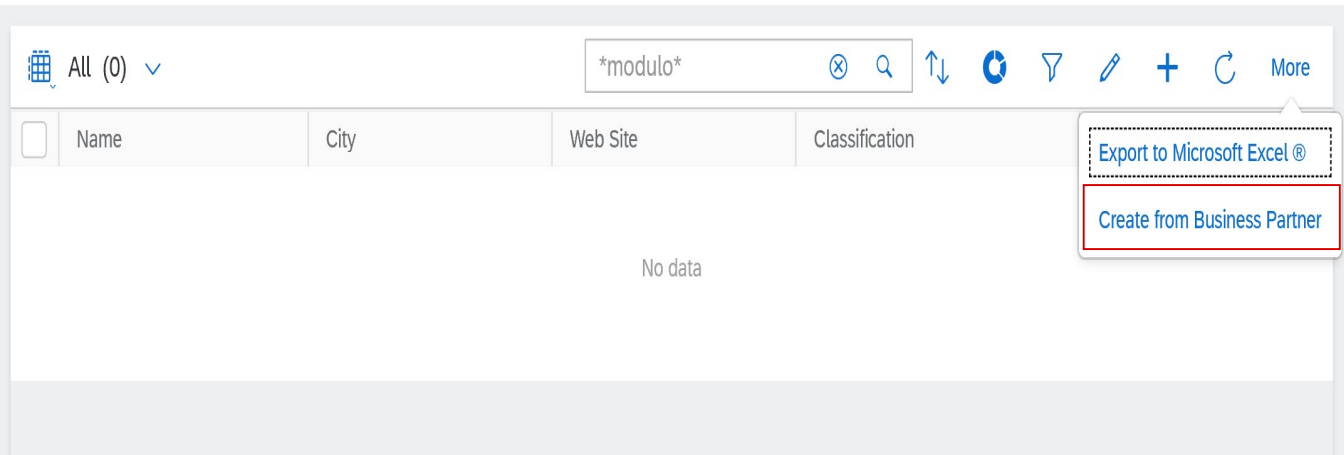 All (0)
*modulo*
More
Name
City
Web Site
Classification
Export to Microsoft Excel ®
Create from Business Partner
No data